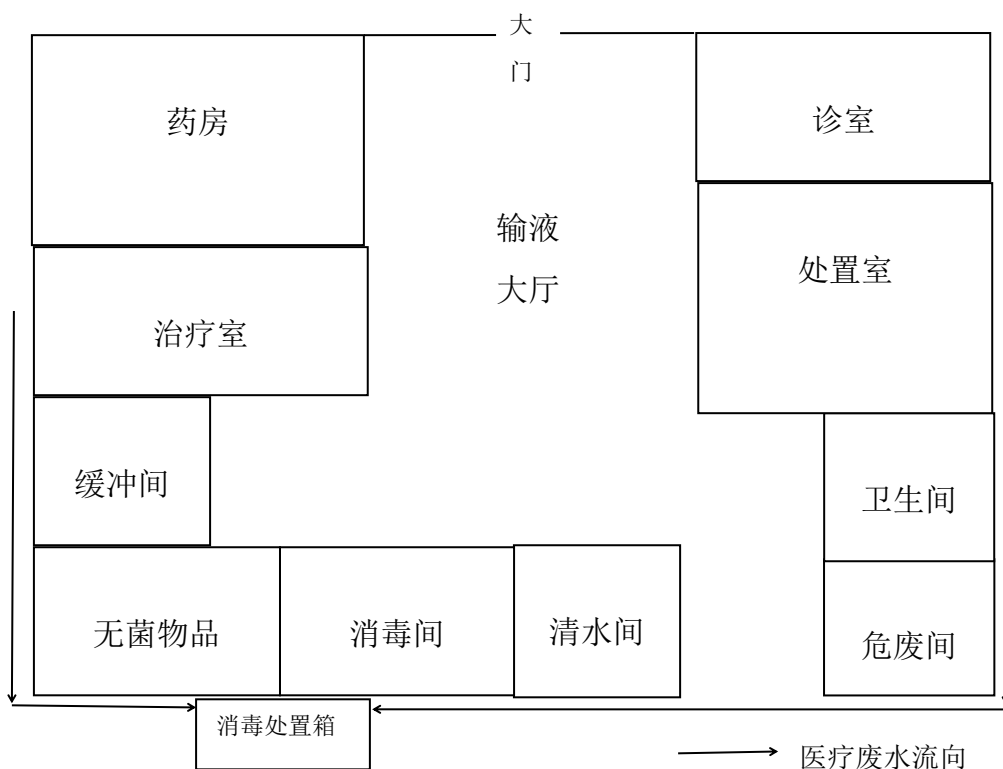 大
门
药房
诊室
输液
大厅
处置室
治疗室
缓冲间
卫生间
无菌物品
消毒间
清水间
危废间
消毒处置箱
医疗废水流向